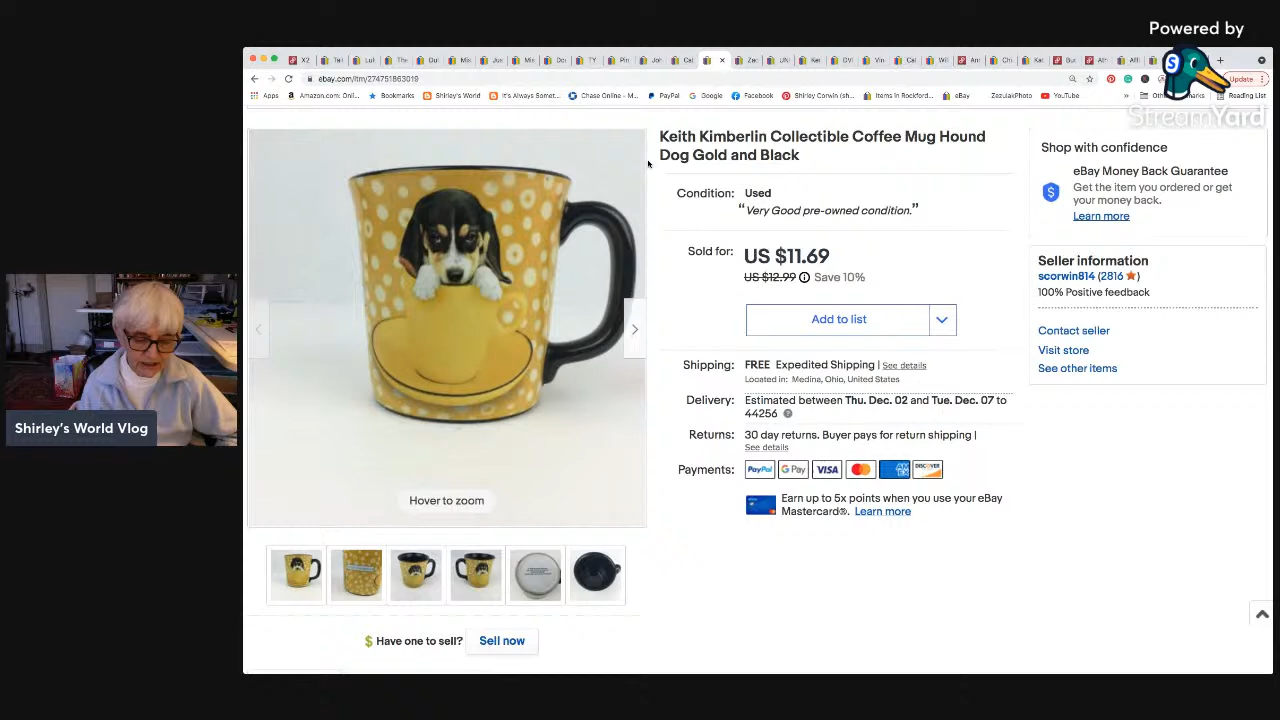 Powered by
StreamYard
X2
Update
ebay.com/itm/274751863019
Apps
Amazon.com: Onli...
Bookmarks
Shirley's World
It's Always Somet...
Chase Online – M...
PayPal
Google
Facebook
Shirley Corwin (sh...
Items in Rockford...
eBay
ZezulakPhoto
YouTube
Reading List
Keith Kimberlin Collectible Coffee Mug Hound
Dog Gold and Black
Condition: Used
"Very Good pre-owned condition."
Sold for: US $11.69
US $12.99 Save 10%
Add to list
Shipping: FREE Expedited Shipping | See details
Located in: Medina, Ohio, United States
Delivery: Estimated between Thu. Dec. 02 and Tue. Dec. 07 to
44256
Returns: 30 day returns. Buyer pays for return shipping |
See details
Payments: PayPal G Pay VISA AMEX DISCOVER
Earn up to 5x points when you use your eBay
Mastercard®. Learn more
Shop with confidence
eBay Money Back Guarantee
Get the item you ordered or get
your money back.
Learn more
Seller information
scorwin814 (2816 )
100% Positive feedback
Contact seller
Visit store
See other items
Shirley's World Vlog
Hover to zoom
Have one to sell? Sell now